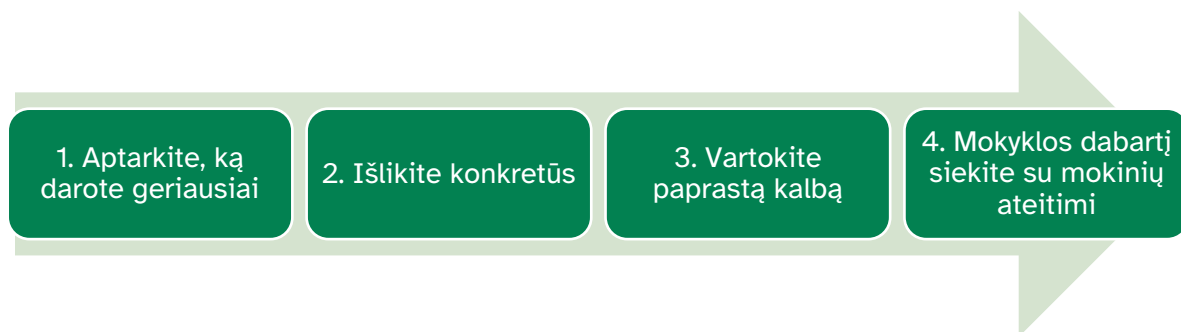 1. Aptarkite, ką
darote geriausiai
2. Išlikite konkretūs
3. Vartokite
paprastą kalbą
4. Mokyklos dabartį
siekite su mokinių
ateitimi